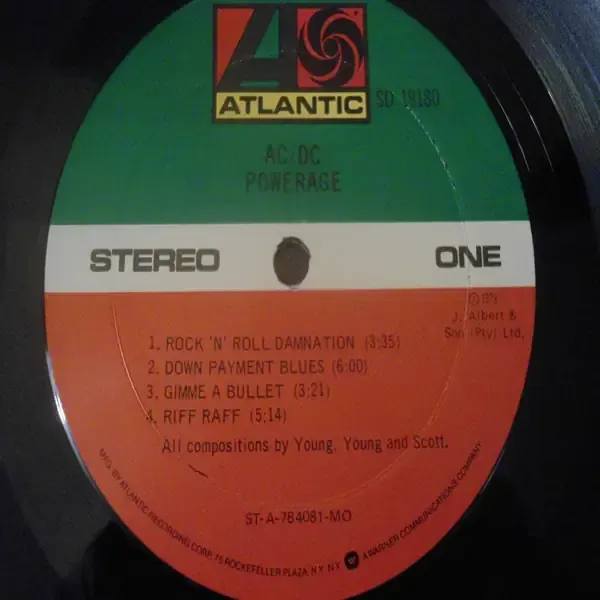 ATLANTIC
SD 19180
AC/DC
POWERAGE
STEREO
ONE
J. Albert &
Son (Pty) Ltd.
1. ROCK 'N' ROLL DAMNATION (3:35)
2. DOWN PAYMENT BLUES (6:00)
3. GIMME A BULLET (3:21)
4. RIFF RAFF (5:14)
All compositions by Young, Young and Scott.
ST-A-784081-MO
MFG. BY ATLANTIC RECORDING CORP. 75 ROCKEFELLER PLAZA, N.Y. N.Y. W A WARNER COMMUNICATIONS COMPANY